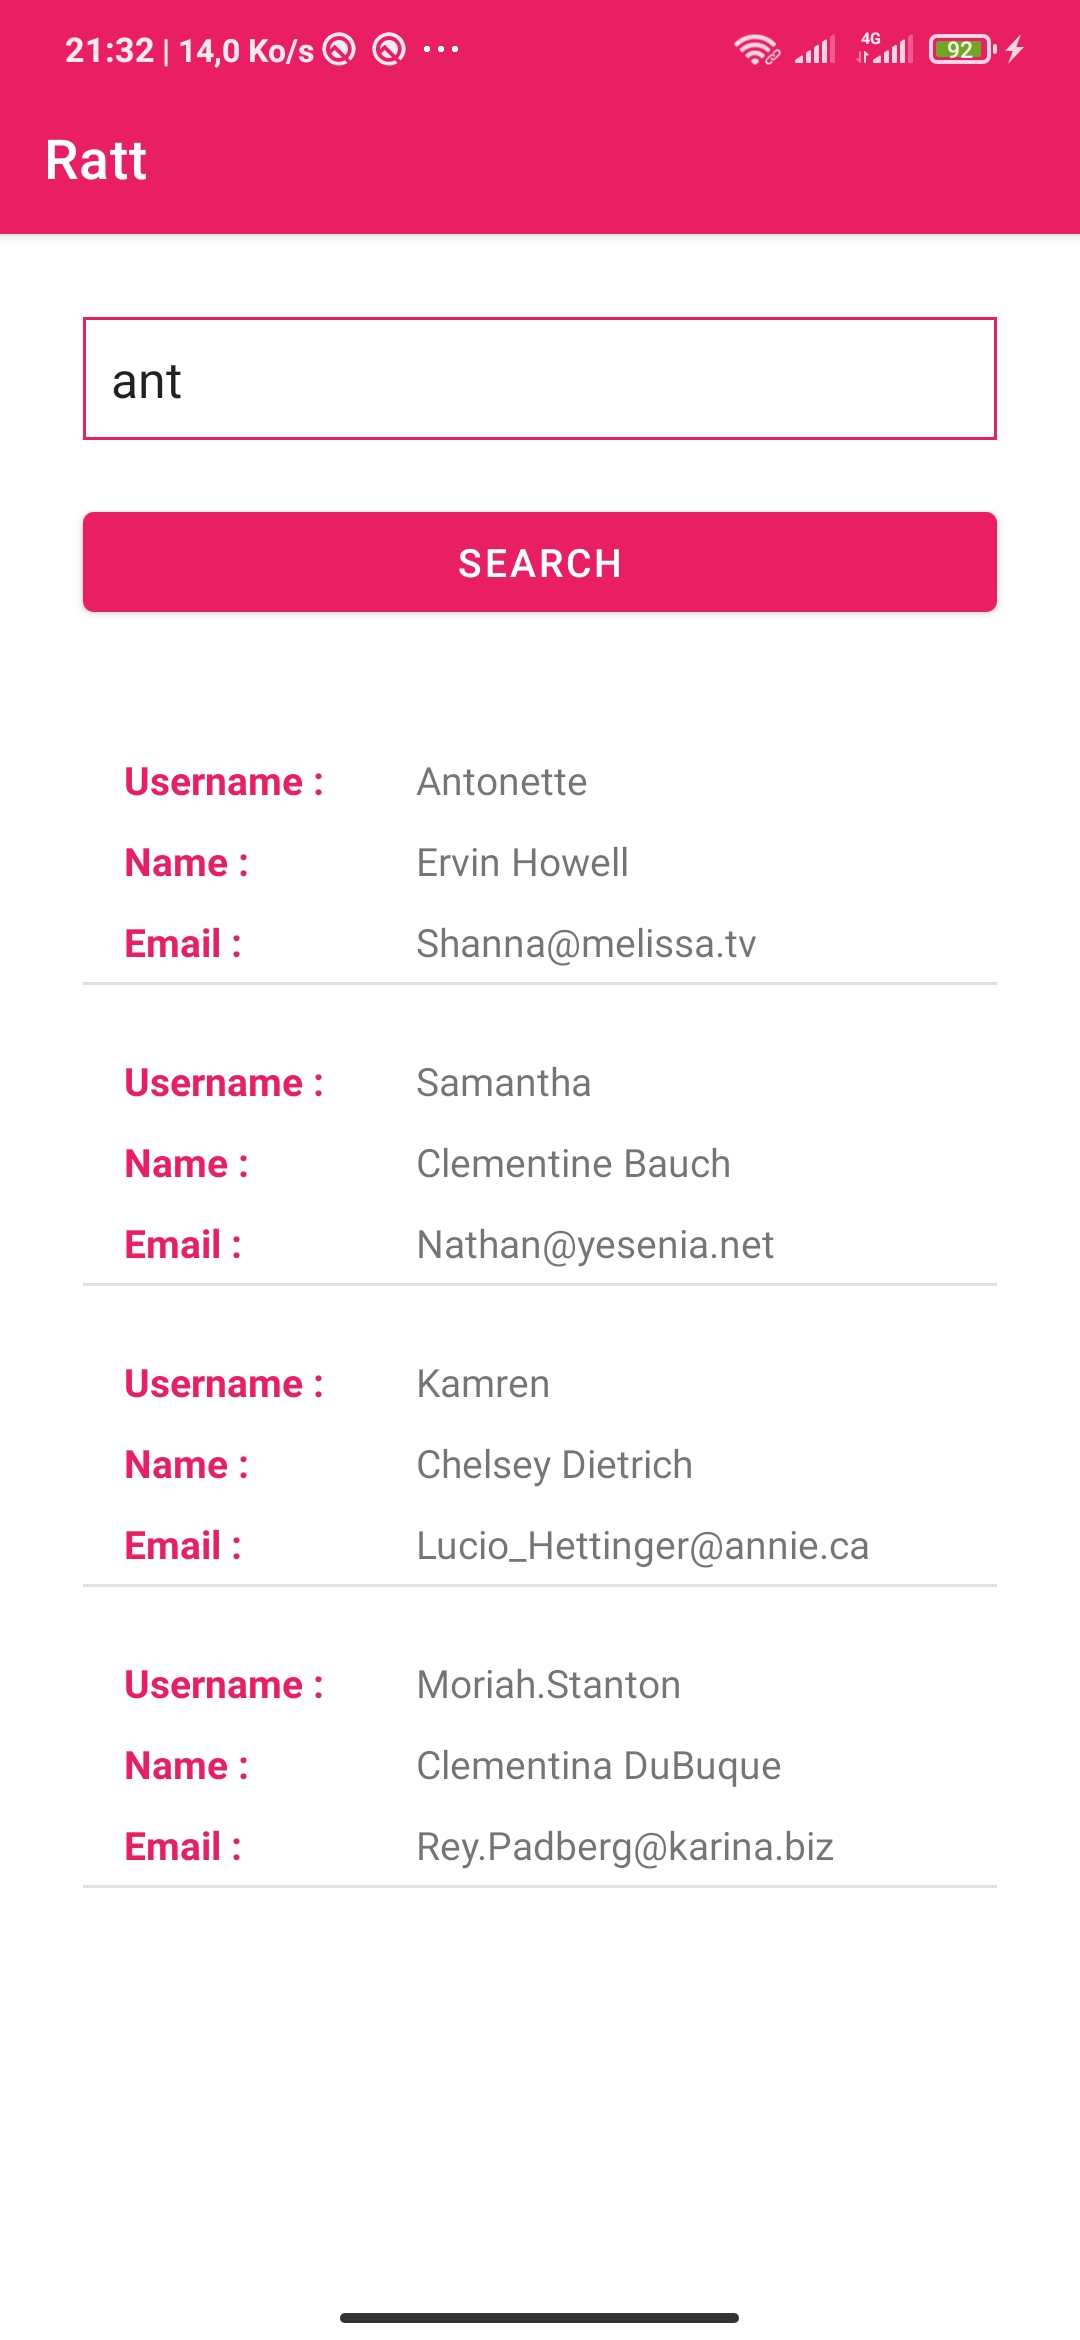 21:32 | 14,0 Ko/s ...
4G
92
Ratt
ant
SEARCH
Username : Antonette
Name : Ervin Howell
Email : Shanna@melissa.tv
Username : Samantha
Name : Clementine Bauch
Email : Nathan@yesenia.net
Username : Kamren
Name : Chelsey Dietrich
Email : Lucio_Hettinger@annie.ca
Username : Moriah.Stanton
Name : Clementina DuBuque
Email : Rey.Padberg@karina.biz